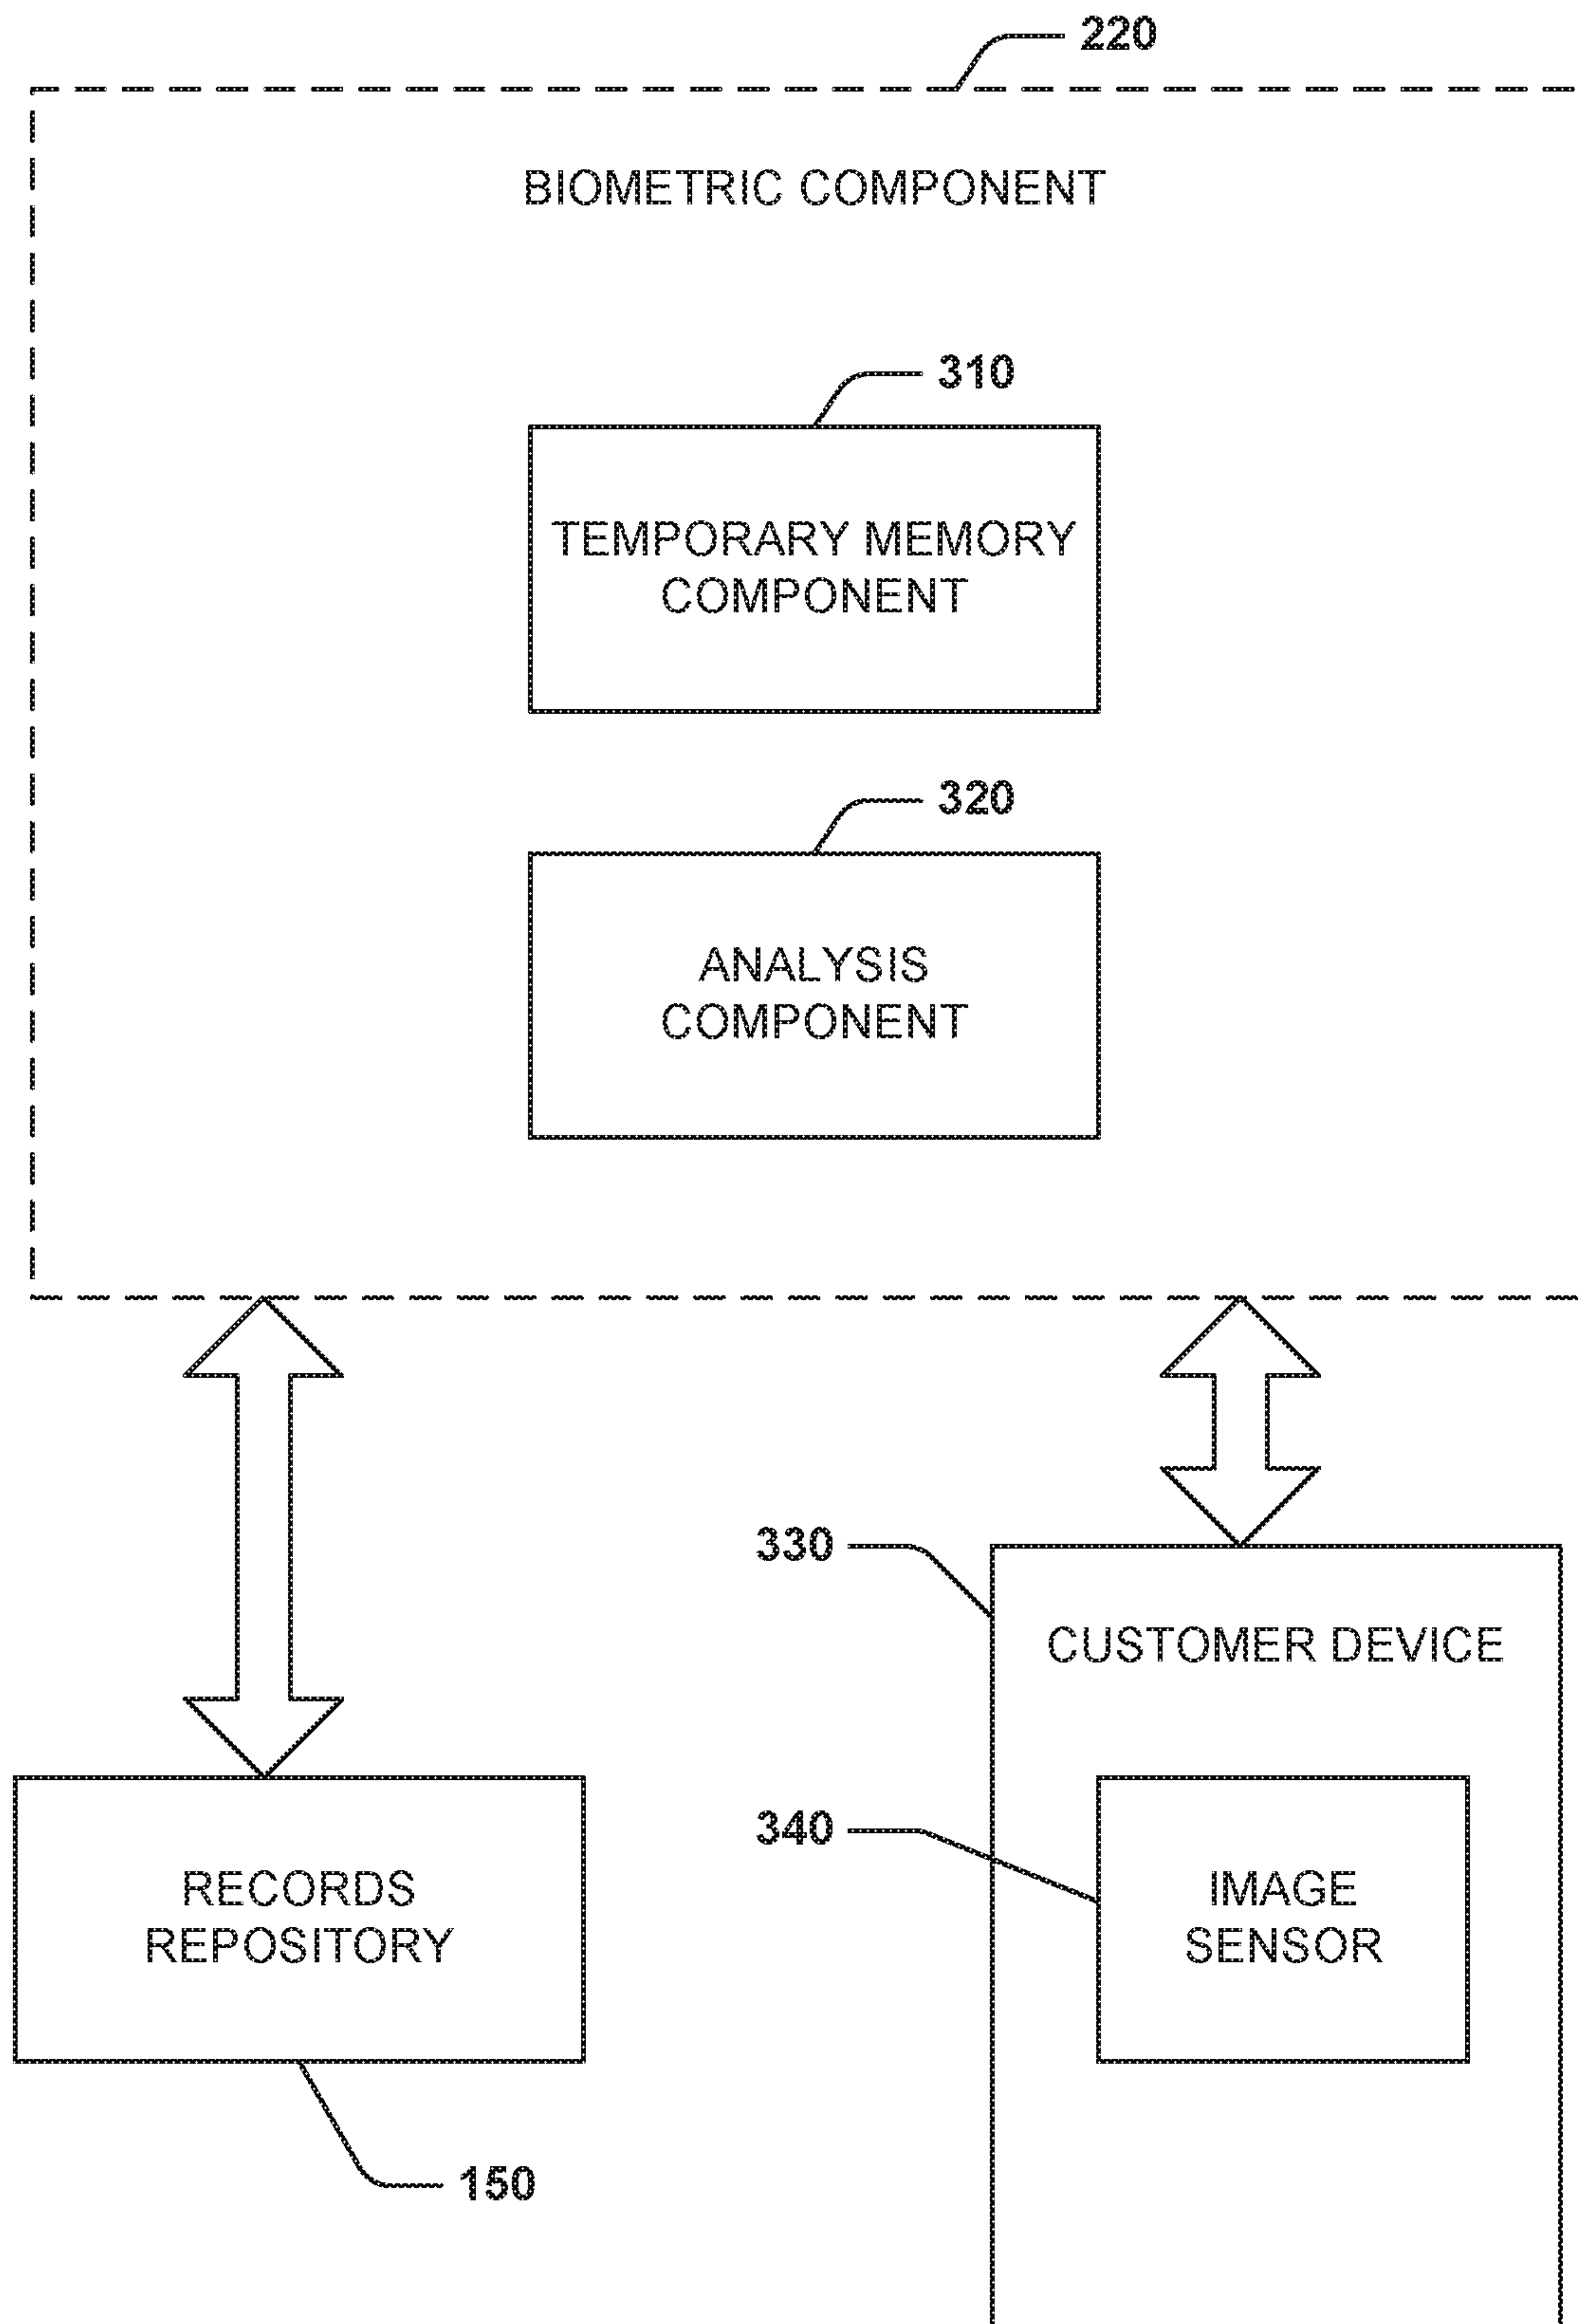 220
BIOMETRIC COMPONENT
310
TEMPORARY MEMORY
COMPONENT
320
ANALYSIS
COMPONENT
330
CUSTOMER DEVICE
340
IMAGE
SENSOR
RECORDS
REPOSITORY
150